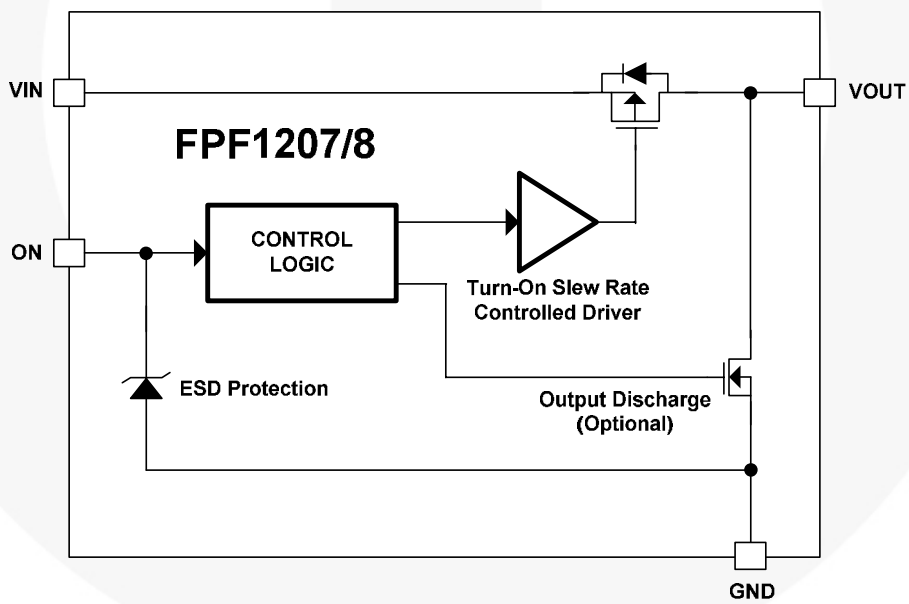 VIN
VOUT
FPF1207/8
ON
CONTROL
LOGIC
Turn-On Slew Rate
Controlled Driver
ESD Protection
Output Discharge
(Optional)
GND